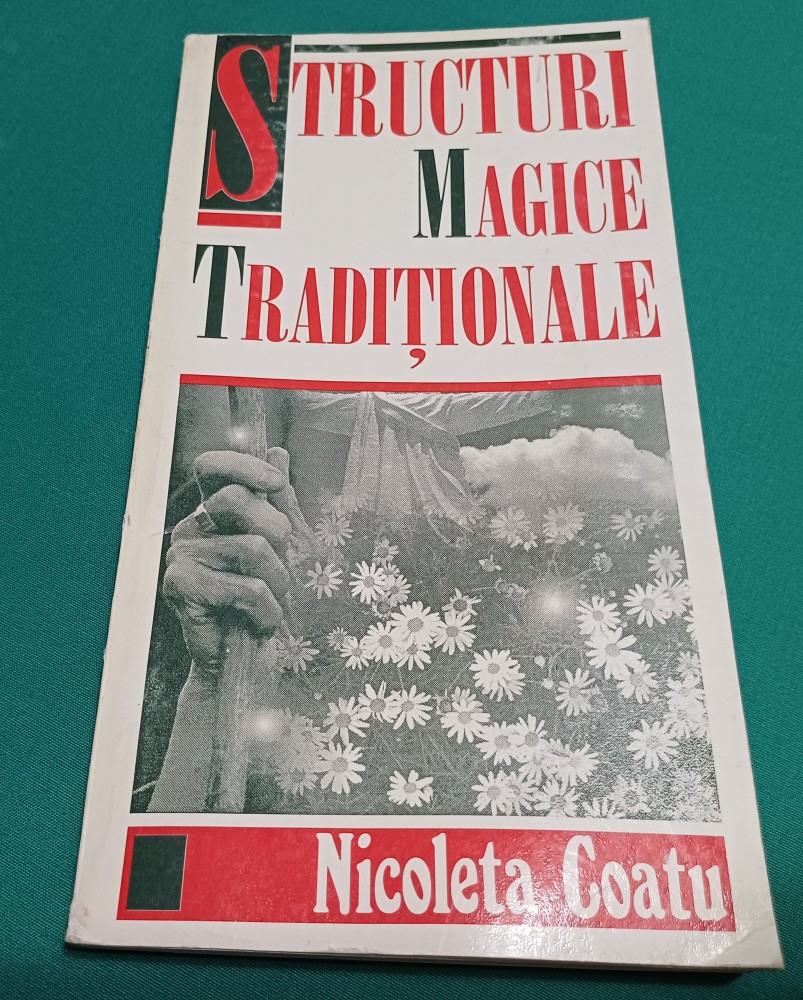 STRUCTURI
MAGICE
TRADIȚIONALE
Nicoleta Coatu